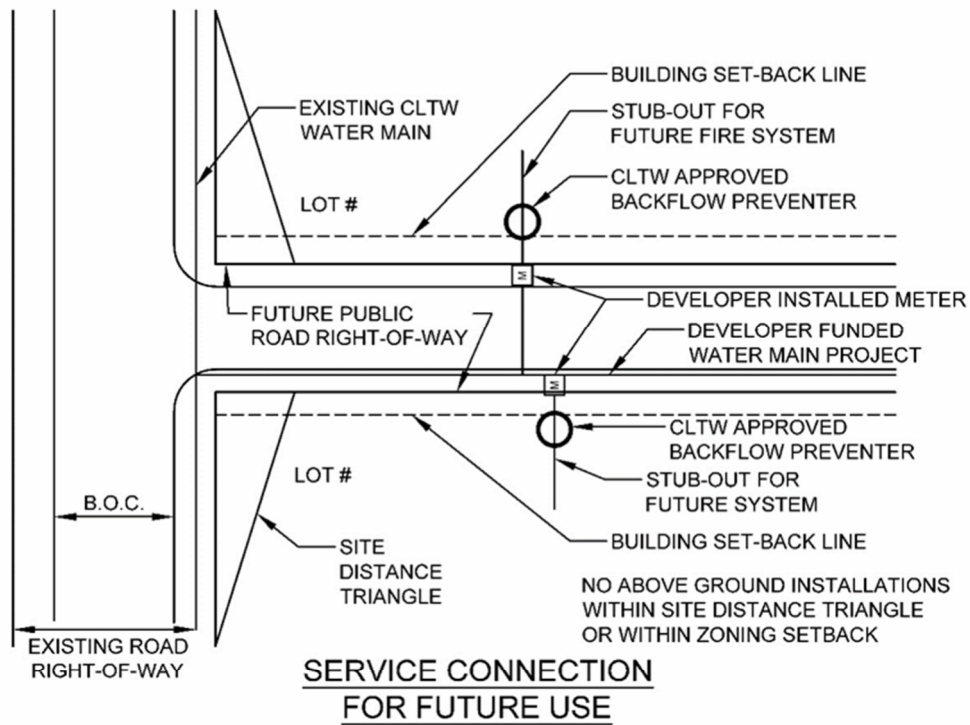 BUILDING SET-BACK LINE
EXISTING CLTW
WATER MAIN
STUB-OUT FOR
FUTURE FIRE SYSTEM
CLTW APPROVED
BACKFLOW PREVENTER
LOT #
M
DEVELOPER INSTALLED METER
FUTURE PUBLIC
ROAD RIGHT-OF-WAY
DEVELOPER FUNDED
WATER MAIN PROJECT
M
CLTW APPROVED
BACKFLOW PREVENTER
LOT #
STUB-OUT FOR
FUTURE SYSTEM
B.O.C.
SITE
DISTANCE
TRIANGLE
BUILDING SET-BACK LINE
NO ABOVE GROUND INSTALLATIONS
WITHIN SITE DISTANCE TRIANGLE
OR WITHIN ZONING SETBACK
EXISTING ROAD
RIGHT-OF-WAY
SERVICE CONNECTION
FOR FUTURE USE